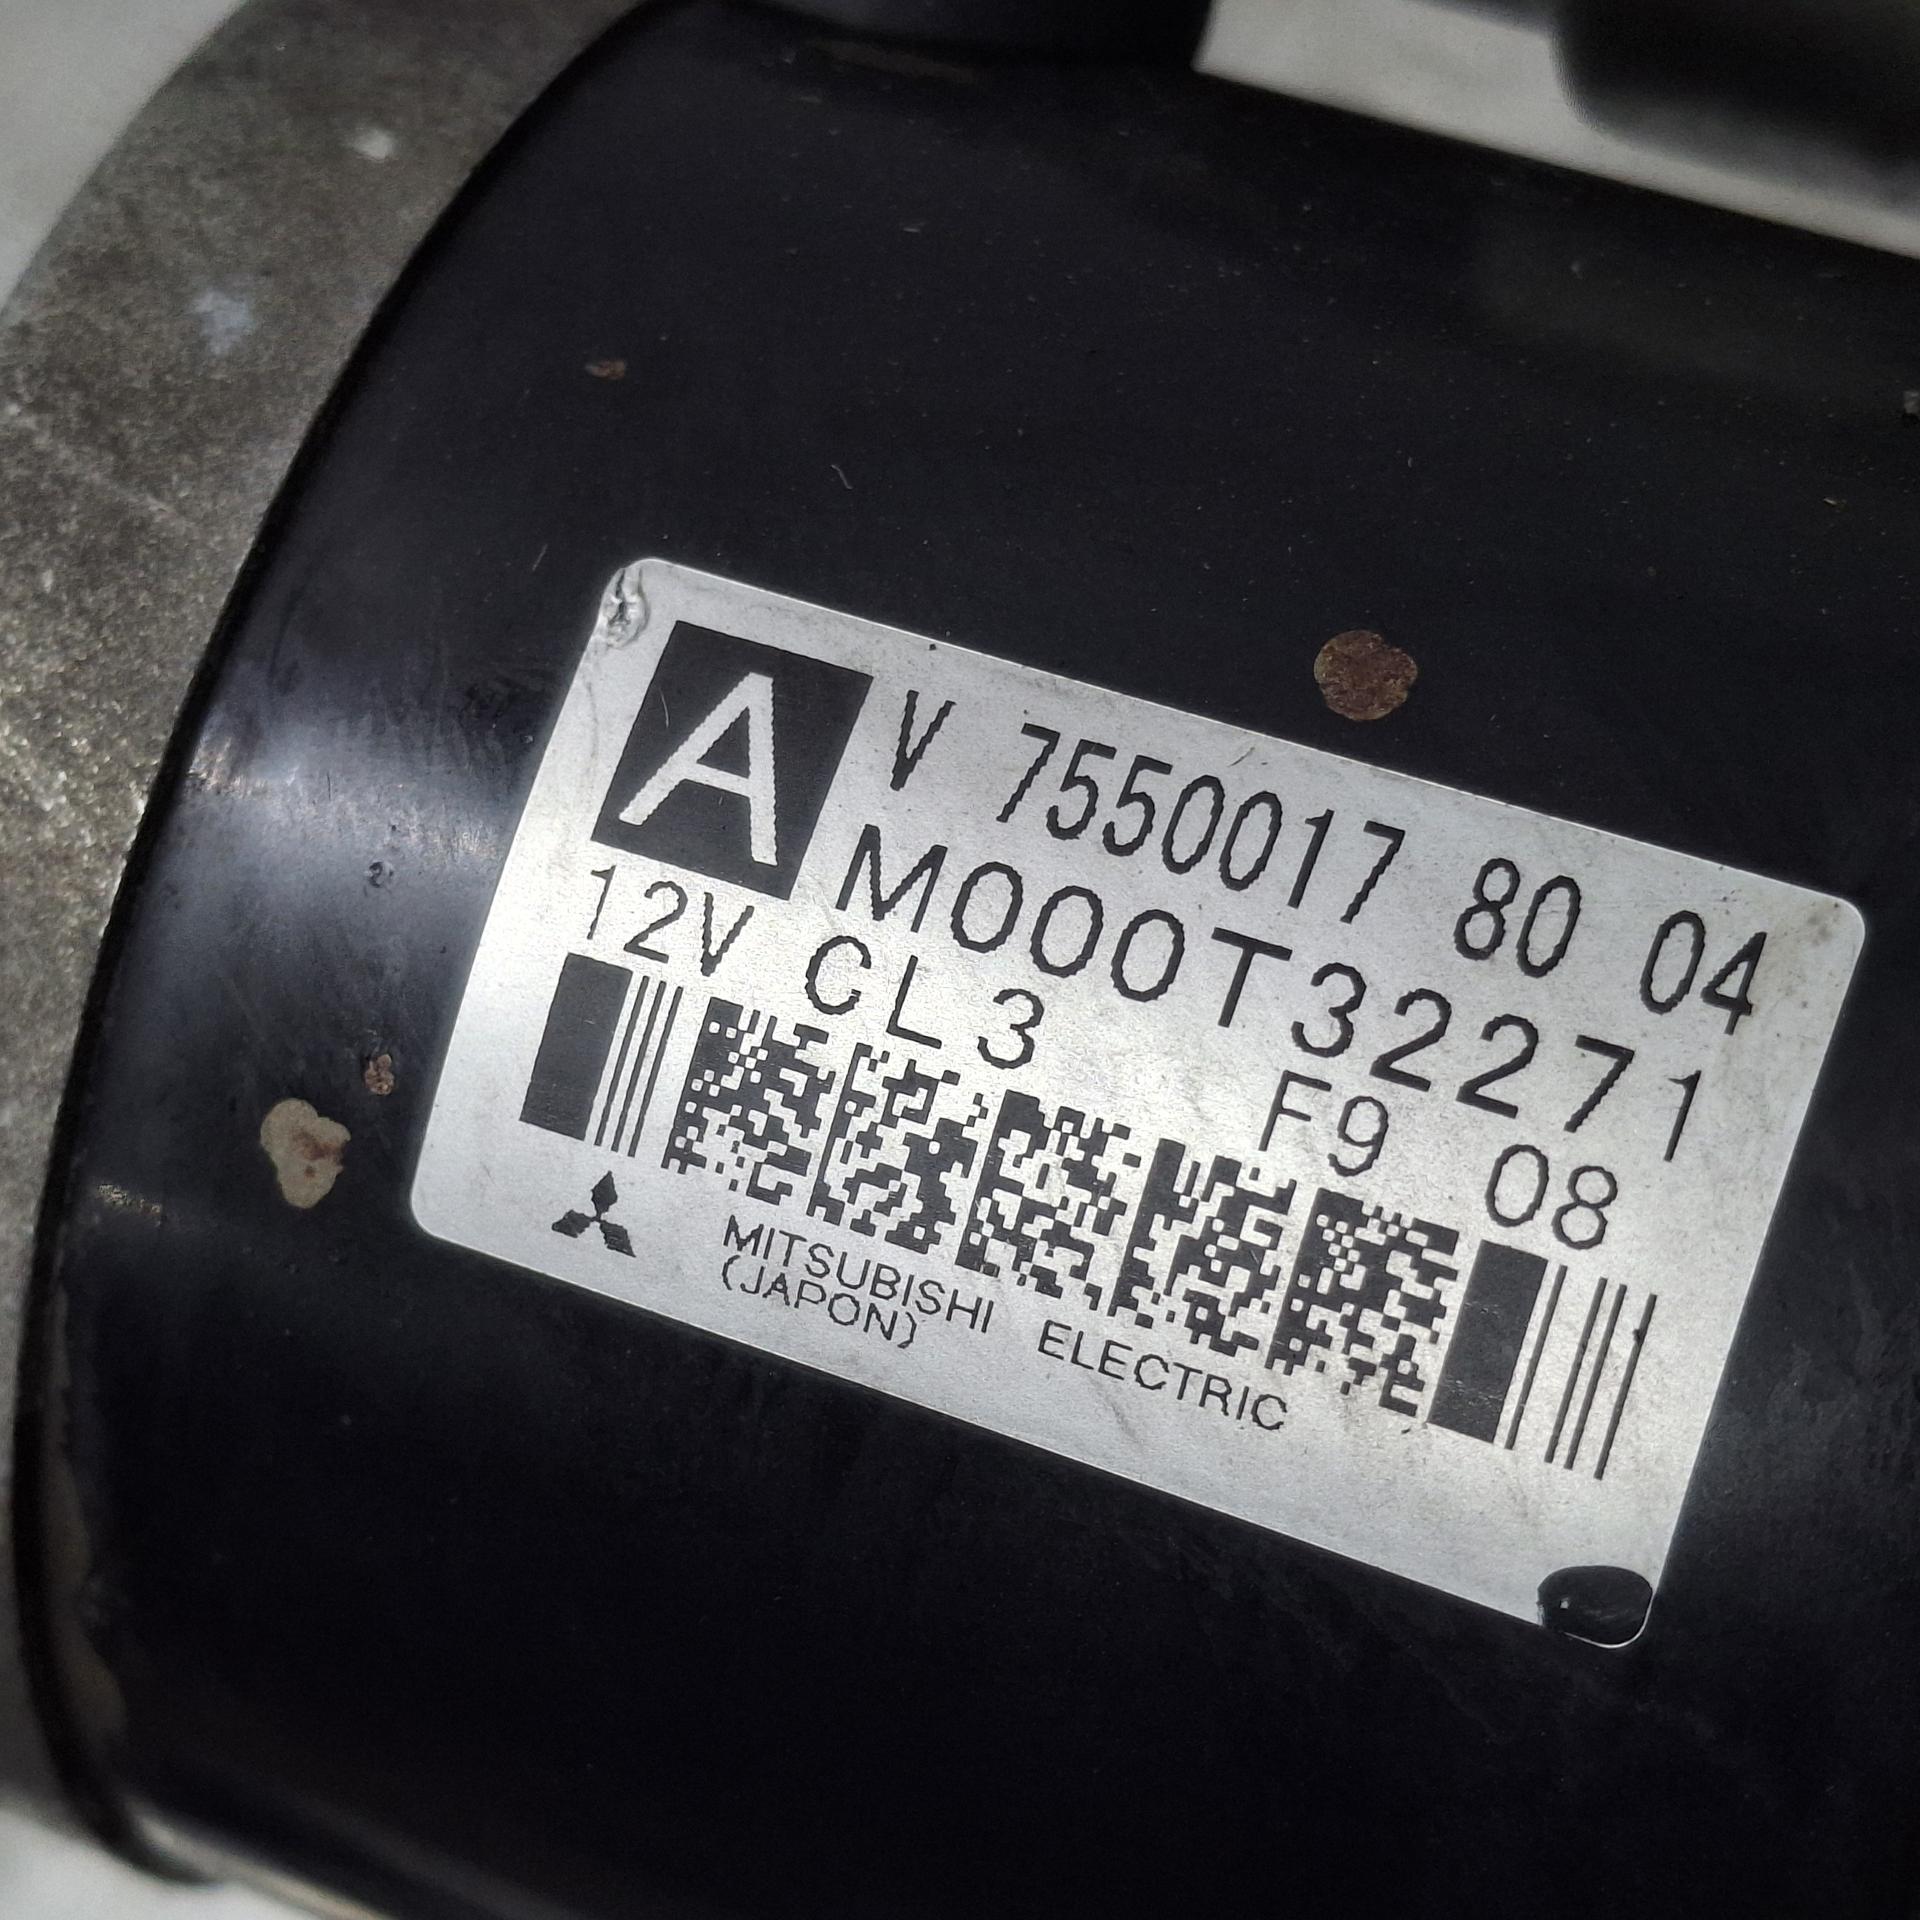 A
V 7550017 80 04
M000T32271
12V CL3 F9 08
MITSUBISHI ELECTRIC
(JAPON)